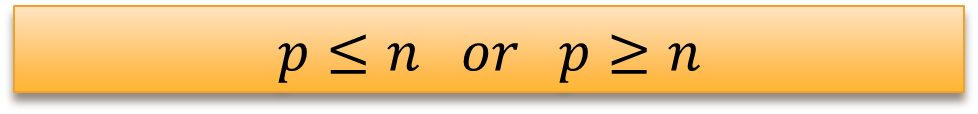 p ≤ n or p ≥ n